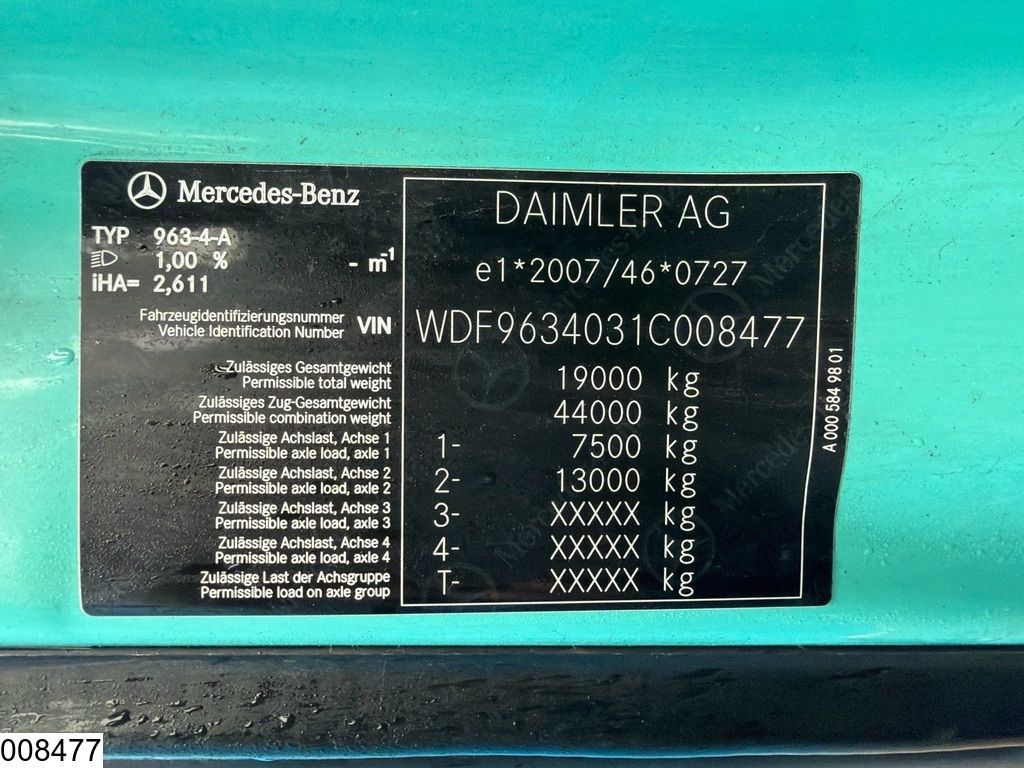 Mercedes-Benz
DAIMLER AG
TYP 963-4-A
1,00 % - m-1
iHA= 2,611
e1*2007/46*0727
Fahrzeugidentifizierungsnummer
Vehicle Identification Number VIN WDF9634031C008477
Zulässiges Gesamtgewicht
Permissible total weight 19000 kg
Zulässiges Zug-Gesamtgewicht
Permissible combination weight 44000 kg
Zulässige Achslast, Achse 1
Permissible axle load, axle 1 1- 7500 kg
Zulässige Achslast, Achse 2
Permissible axle load, axle 2 2- 13000 kg
Zulässige Achslast, Achse 3
Permissible axle load, axle 3 3- XXXXX kg
Zulässige Achslast, Achse 4
Permissible axle load, axle 4 4- XXXXX kg
Zulässige Last der Achsgruppe
Permissible load on axle group T- XXXXX kg
A 000 584 98 01
008477